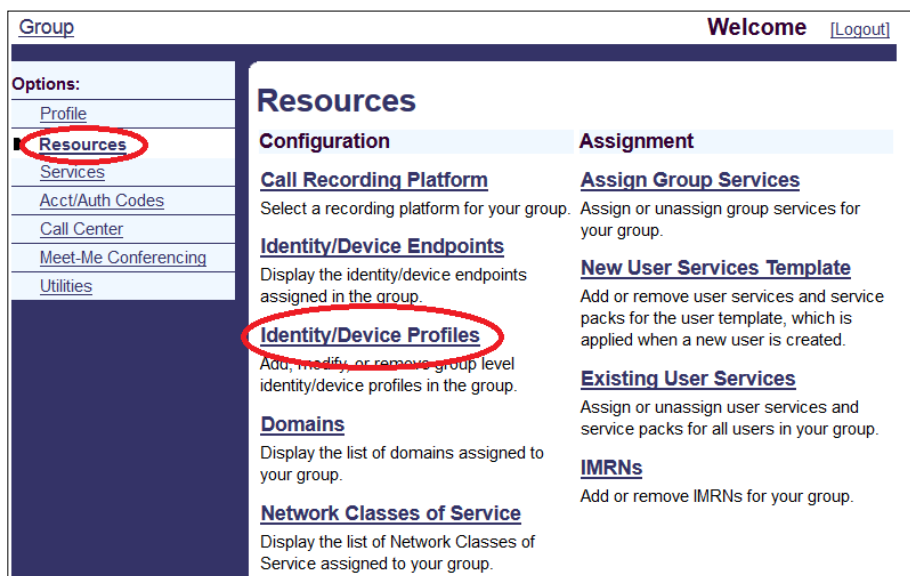 Group
Welcome [Logout]
Options:
Profile
Resources
Services
Acct/Auth Codes
Call Center
Meet-Me Conferencing
Utilities
Resources
Configuration
Call Recording Platform
Select a recording platform for your group.
Identity/Device Endpoints
Display the identity/device endpoints
assigned in the group.
Identity/Device Profiles
Add, modify, or remove group level
identity/device profiles in the group.
Domains
Display the list of domains assigned to
your group.
Network Classes of Service
Display the list of Network Classes of
Service assigned to your group.
Assignment
Assign Group Services
Assign or unassign group services for
your group.
New User Services Template
Add or remove user services and service
packs for the user template, which is
applied when a new user is created.
Existing User Services
Assign or unassign user services and
service packs for all users in your group.
IMRNs
Add or remove IMRNs for your group.